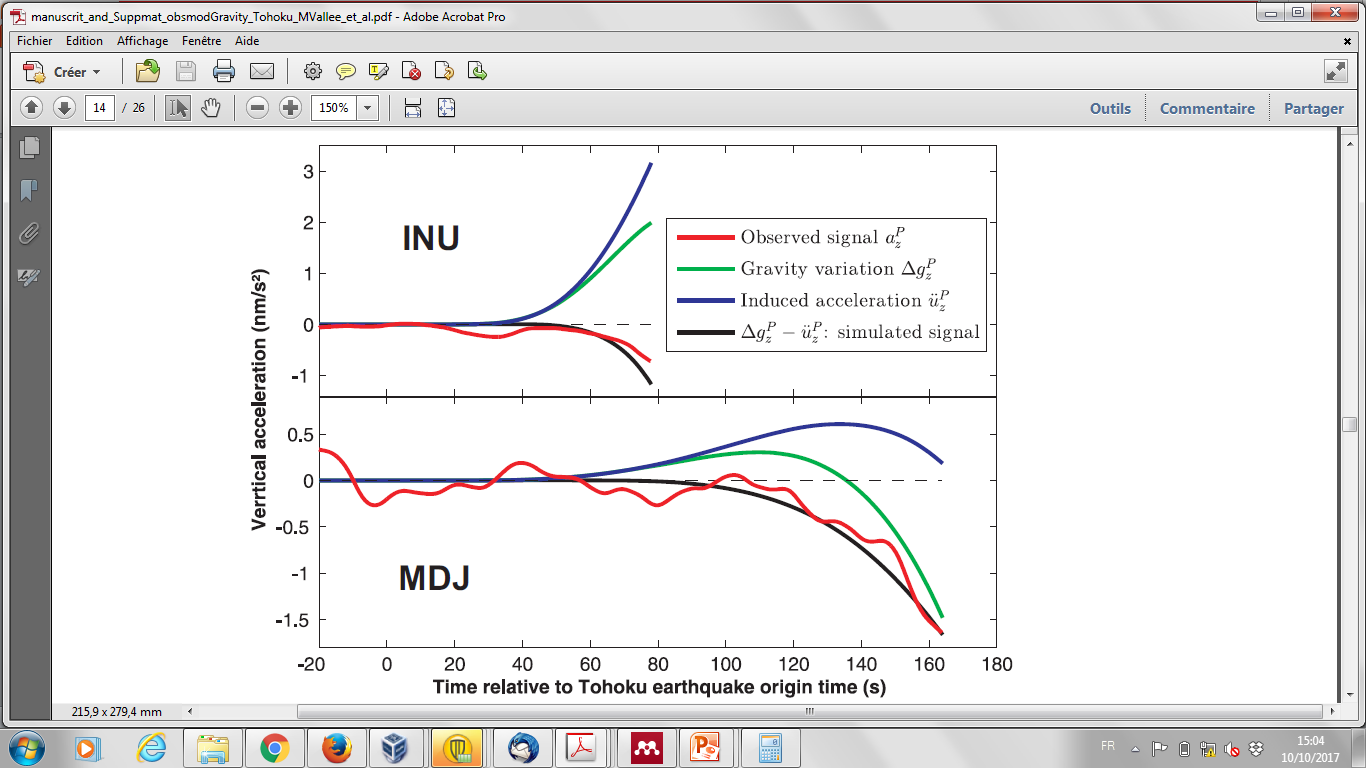 manuscrit_and_Suppmat_obsmodGravity_Tohoku_MVallee_et_al.pdf - Adobe Acrobat Pro
Fichier Edition Affichage Fenêtre Aide
Créer
14 / 26 150% Outils Commentaire Partager
3
2
1
0
-1
INU
Observed signal a_z^P
Gravity variation Δg_z^P
Induced acceleration ü_z^P
Δg_z^P − ü_z^P: simulated signal
Verrtical acceleration (nm/s²)
0.5
0
-0.5
-1
-1.5
MDJ
-20 0 20 40 60 80 100 120 140 160 180
Time relative to Tohoku earthquake origin time (s)
215,9 x 279,4 mm
FR
15:04
10/10/2017